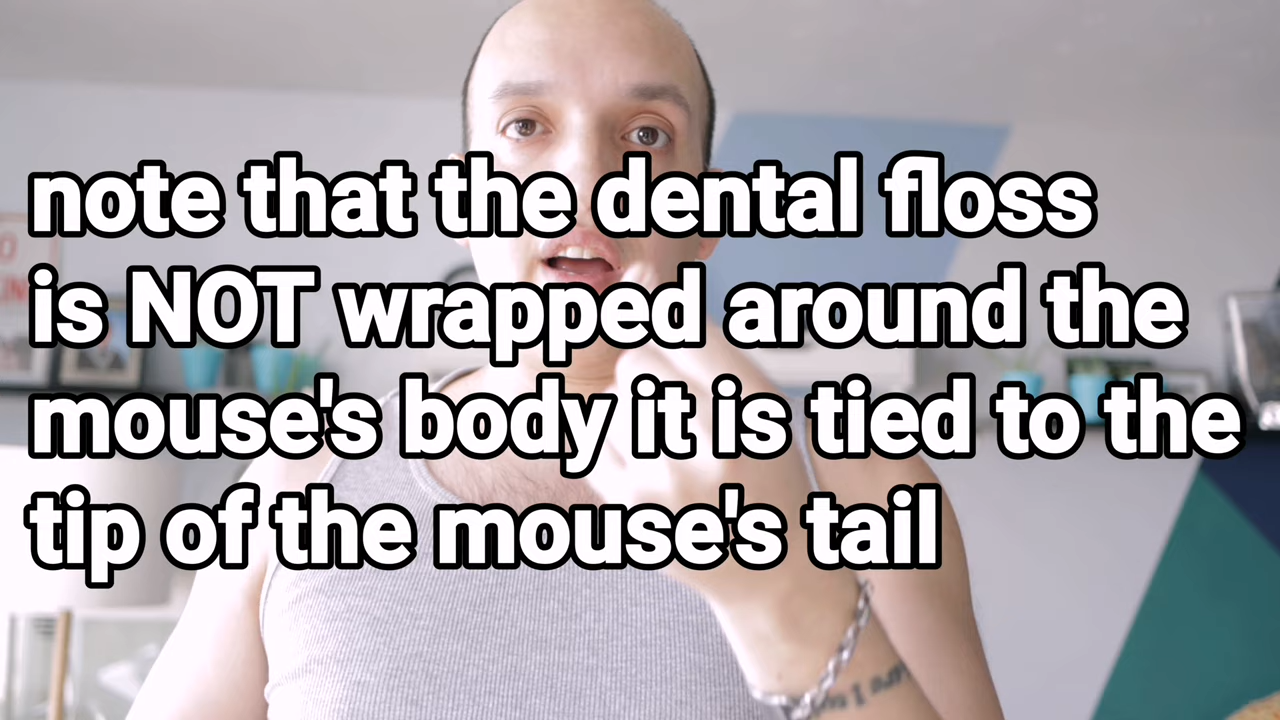 note that the dental floss
is NOT wrapped around the
mouse's body it is tied to the
tip of the mouse's tail